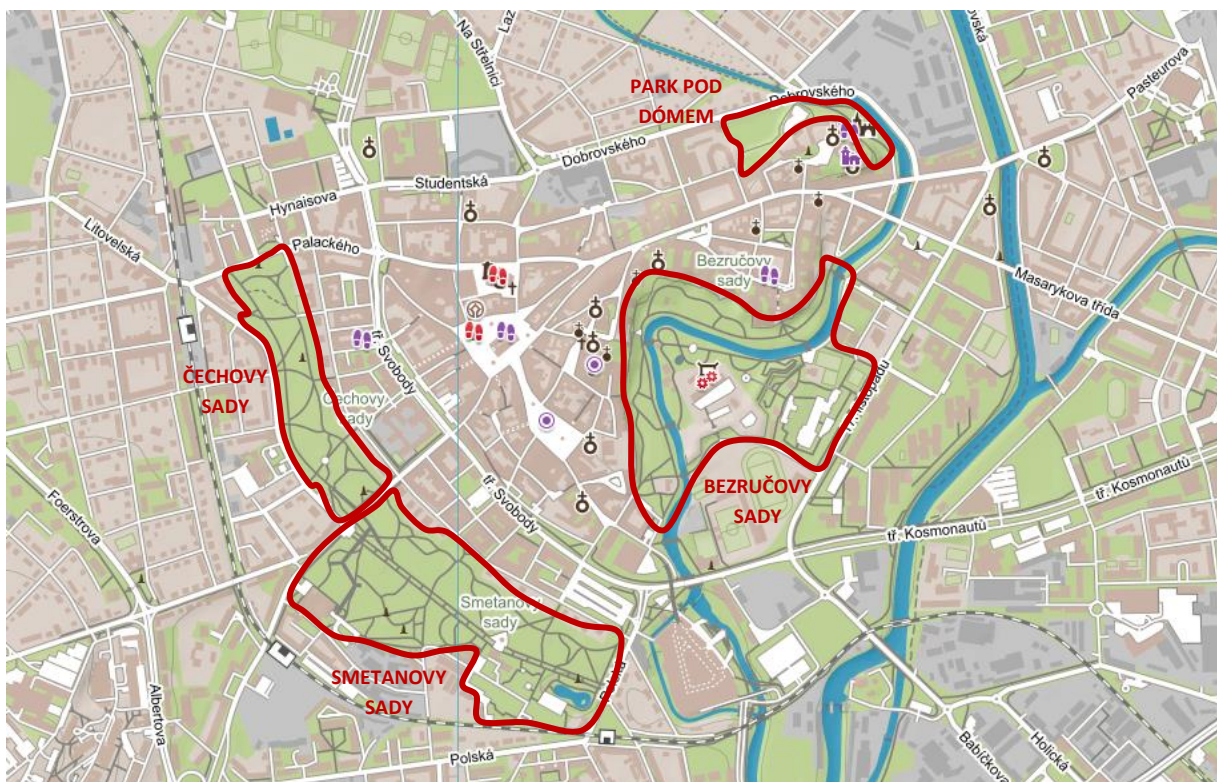 Na Střelnici
PARK POD
DÓMEM
Dobrovského
Pasteurova
Dobrovského
Studentská
Hynaisova
Litovelská
Palackého
Bezručovy
sady
Masarykova třída
tř. Svobody
ČECHOVY
SADY
Čechovy
sady
tř. Svobody
BEZRUČOVY
SADY
tř. Kosmonautů
tř. Kosmonautů
Foerstrova
Smetanovy
sady
SMETANOVY
SADY
Albertova
Polská
Polská
Babíčkova
Holická